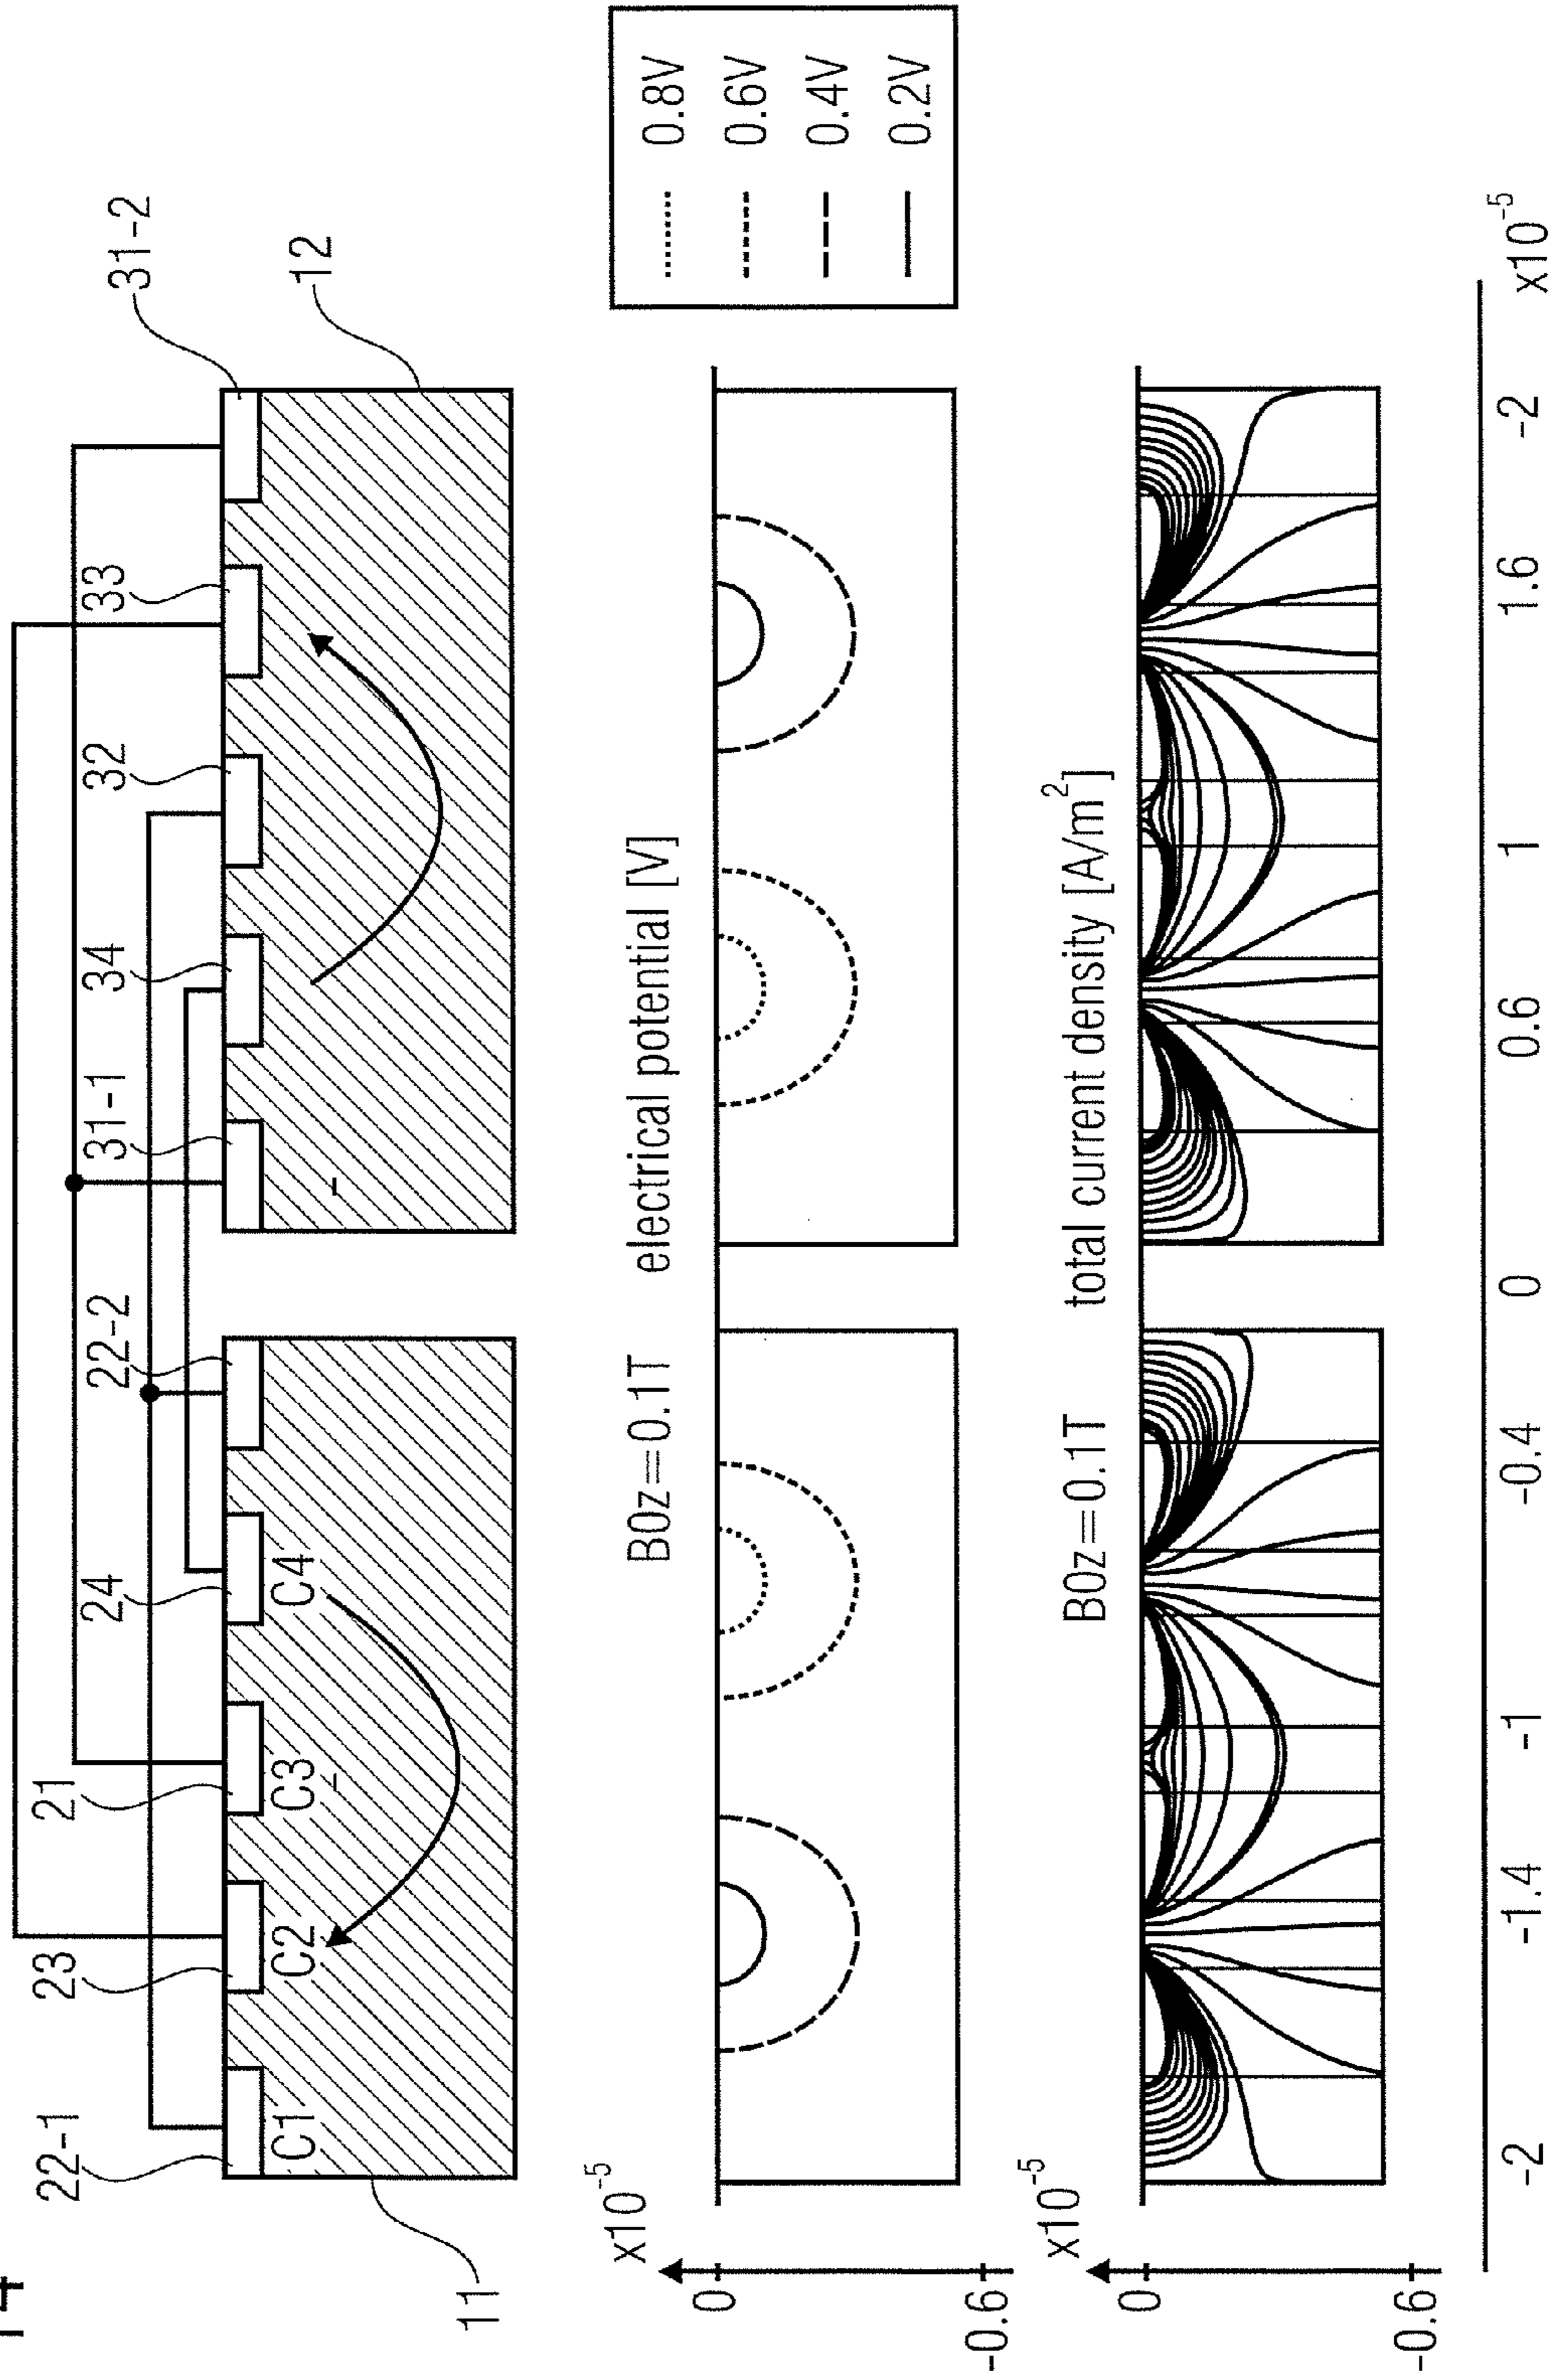 22-1
23
21
24
22-2
31-1
34
32
33
31-2
C1
C2
C3
C4
11
12
x10⁻⁵
B0z=0.1T
electrical potential [V]
0
-0.6
0.8V
0.6V
0.4V
0.2V
x10⁻⁵
B0z=0.1T
total current density [A/m²]
0
-0.6
-2
-1.4
-1
-0.4
0
0.6
1
1.6
-2
x10⁻⁵